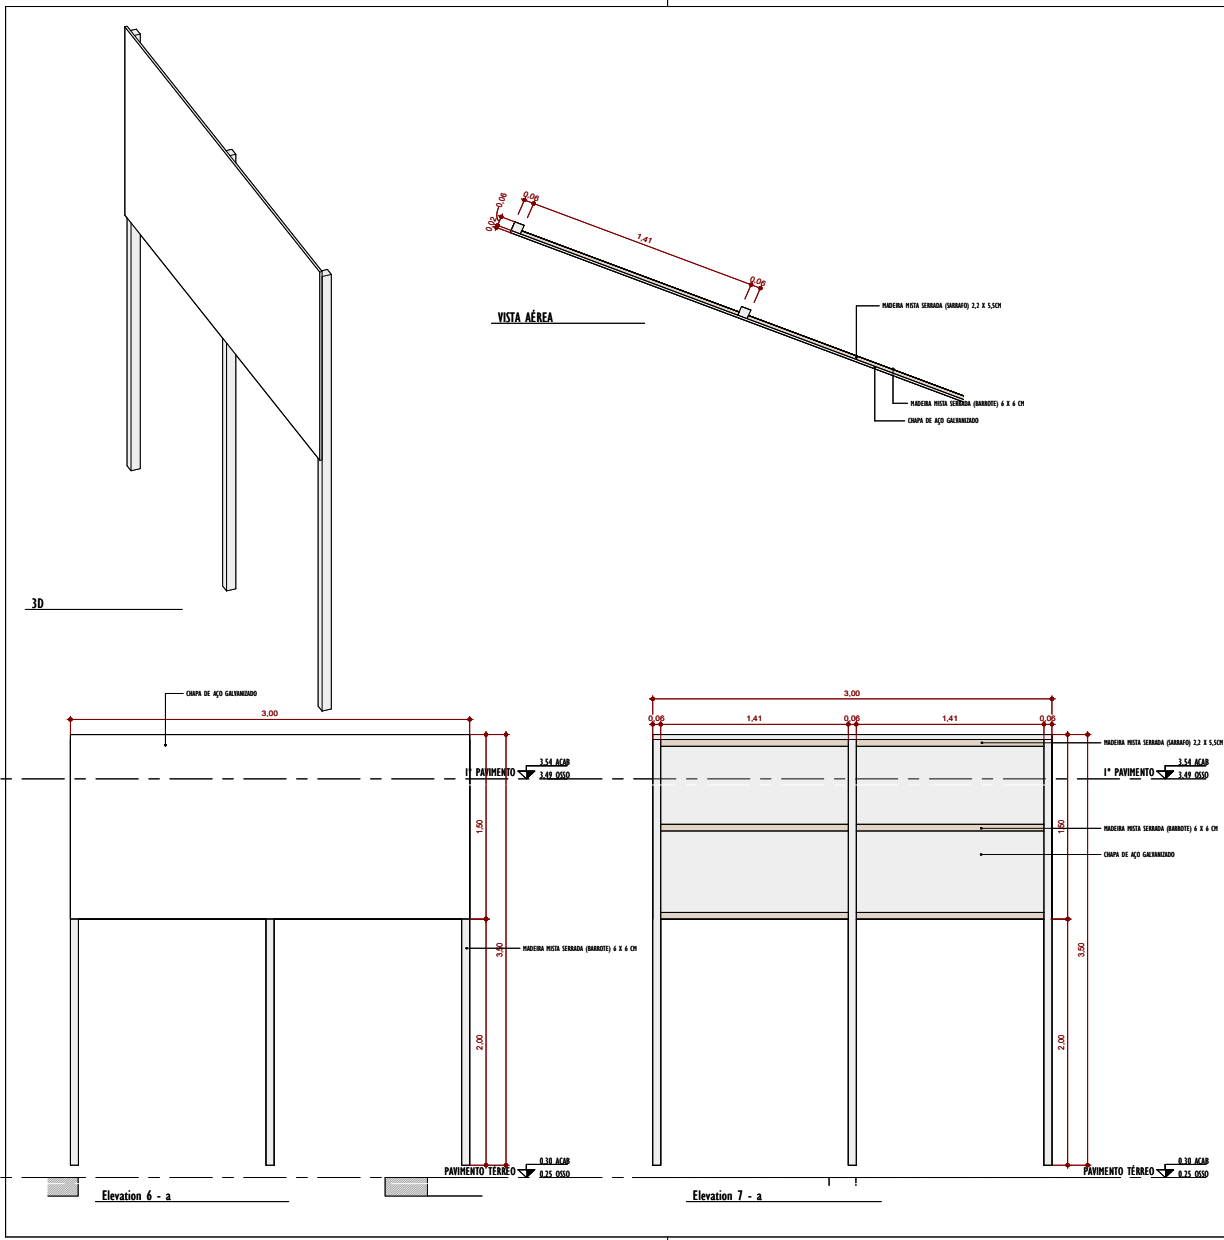 0,06
0,06
0,02
1,41
0,06
MADEIRA MISTA SERRADA (SARRAFO) 2,2 X 5,5CM
VISTA AÉREA
MADEIRA MISTA SERRADA (BARROTE) 6 X 6 CM
CHAPA DE AÇO GALVANIZADO
3D
CHAPA DE AÇO GALVANIZADO
3,00
3,00
0,06
1,41
0,06
1,41
0,06
MADEIRA MISTA SERRADA (SARRAFO) 2,2 X 5,5CM
1º PAVIMENTO
3.54 ACAB
3.49 OSSO
1º PAVIMENTO
3.54 ACAB
3.49 OSSO
1,50
1,50
MADEIRA MISTA SERRADA (BARROTE) 6 X 6 CM
CHAPA DE AÇO GALVANIZADO
MADEIRA MISTA SERRADA (BARROTE) 6 X 6 CM
3,50
3,50
2,00
2,00
PAVIMENTO TÉRREO
0.30 ACAB
0.25 OSSO
PAVIMENTO TÉRREO
0.30 ACAB
0.25 OSSO
Elevation 6 - a
Elevation 7 - a